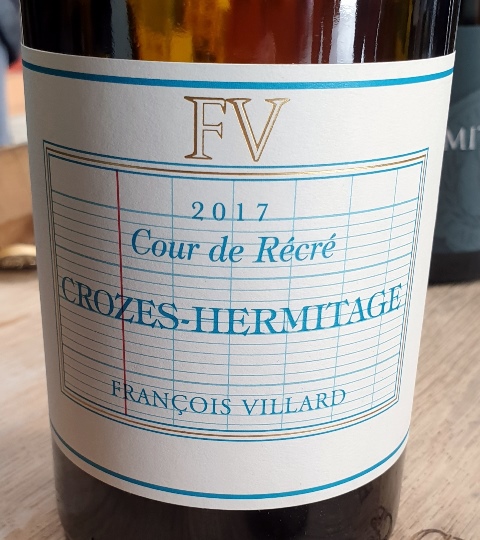 FV
2017
Cour de Récré
CROZES-HERMITAGE
FRANÇOIS VILLARD